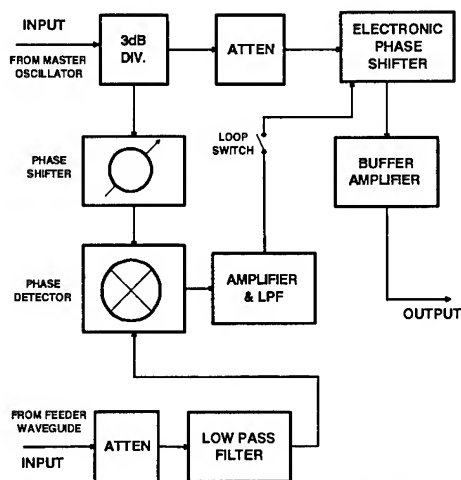 INPUT
FROM MASTER
OSCILLATOR
3dB
DIV.
ATTEN
ELECTRONIC
PHASE
SHIFTER
PHASE
SHIFTER
LOOP
SWITCH
BUFFER
AMPLIFIER
PHASE
DETECTOR
AMPLIFIER
& LPF
OUTPUT
FROM FEEDER
WAVEGUIDE
INPUT
ATTEN
LOW PASS
FILTER